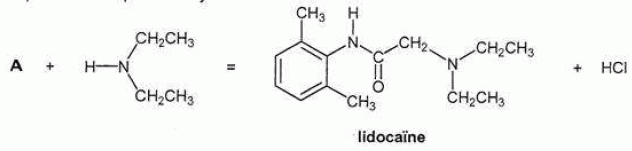 A + H—N CH₂CH₃ CH₂CH₃ = CH₃ H N C O CH₂ N CH₂CH₃ CH₂CH₃ CH₃ + HCl
lidocaïne